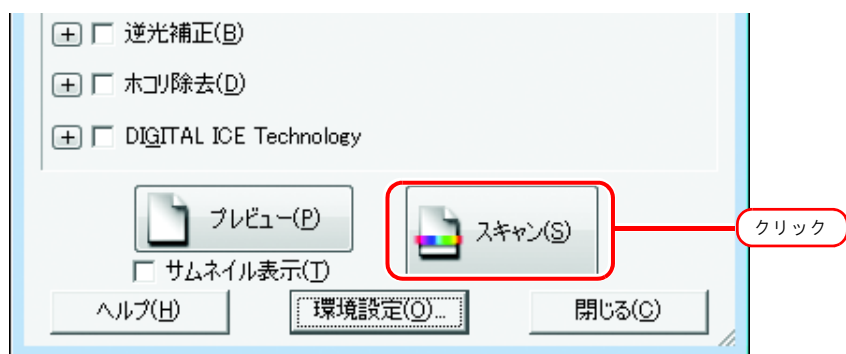 逆光補正(B)
ホコリ除去(D)
DIGITAL ICE Technology
プレビュー(P)
スキャン(S)
クリック
サムネイル表示(T)
ヘルプ(H)
環境設定(O)...
閉じる(C)